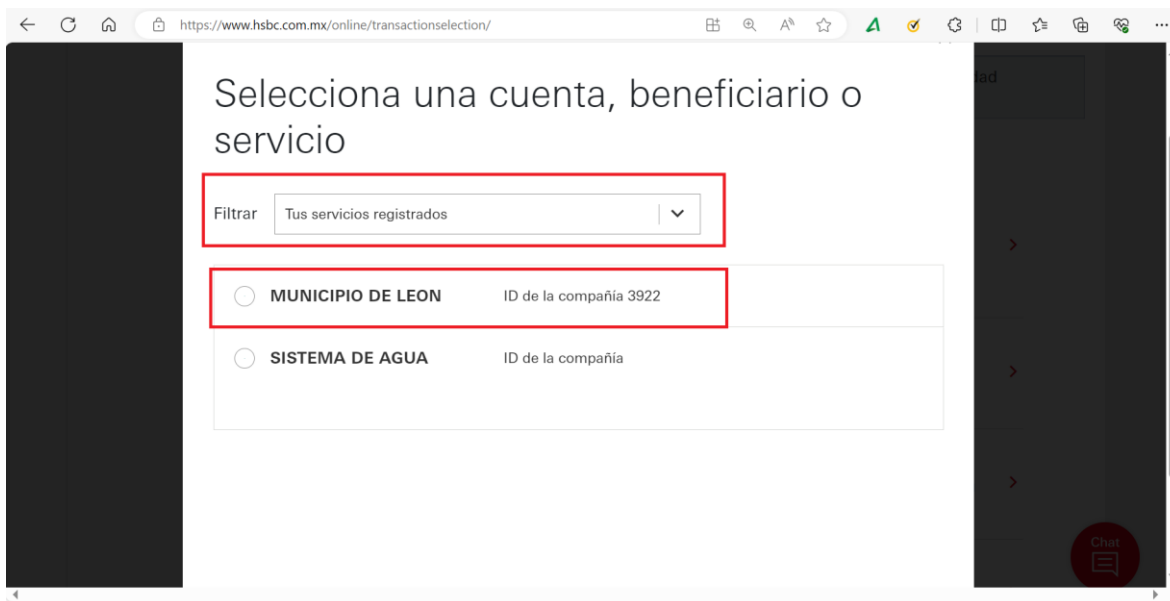 https://www.hsbc.com.mx/online/transactionselection/
Selecciona una cuenta, beneficiario o
servicio
Filtrar Tus servicios registrados
MUNICIPIO DE LEON ID de la compañía 3922
SISTEMA DE AGUA ID de la compañía
Chat